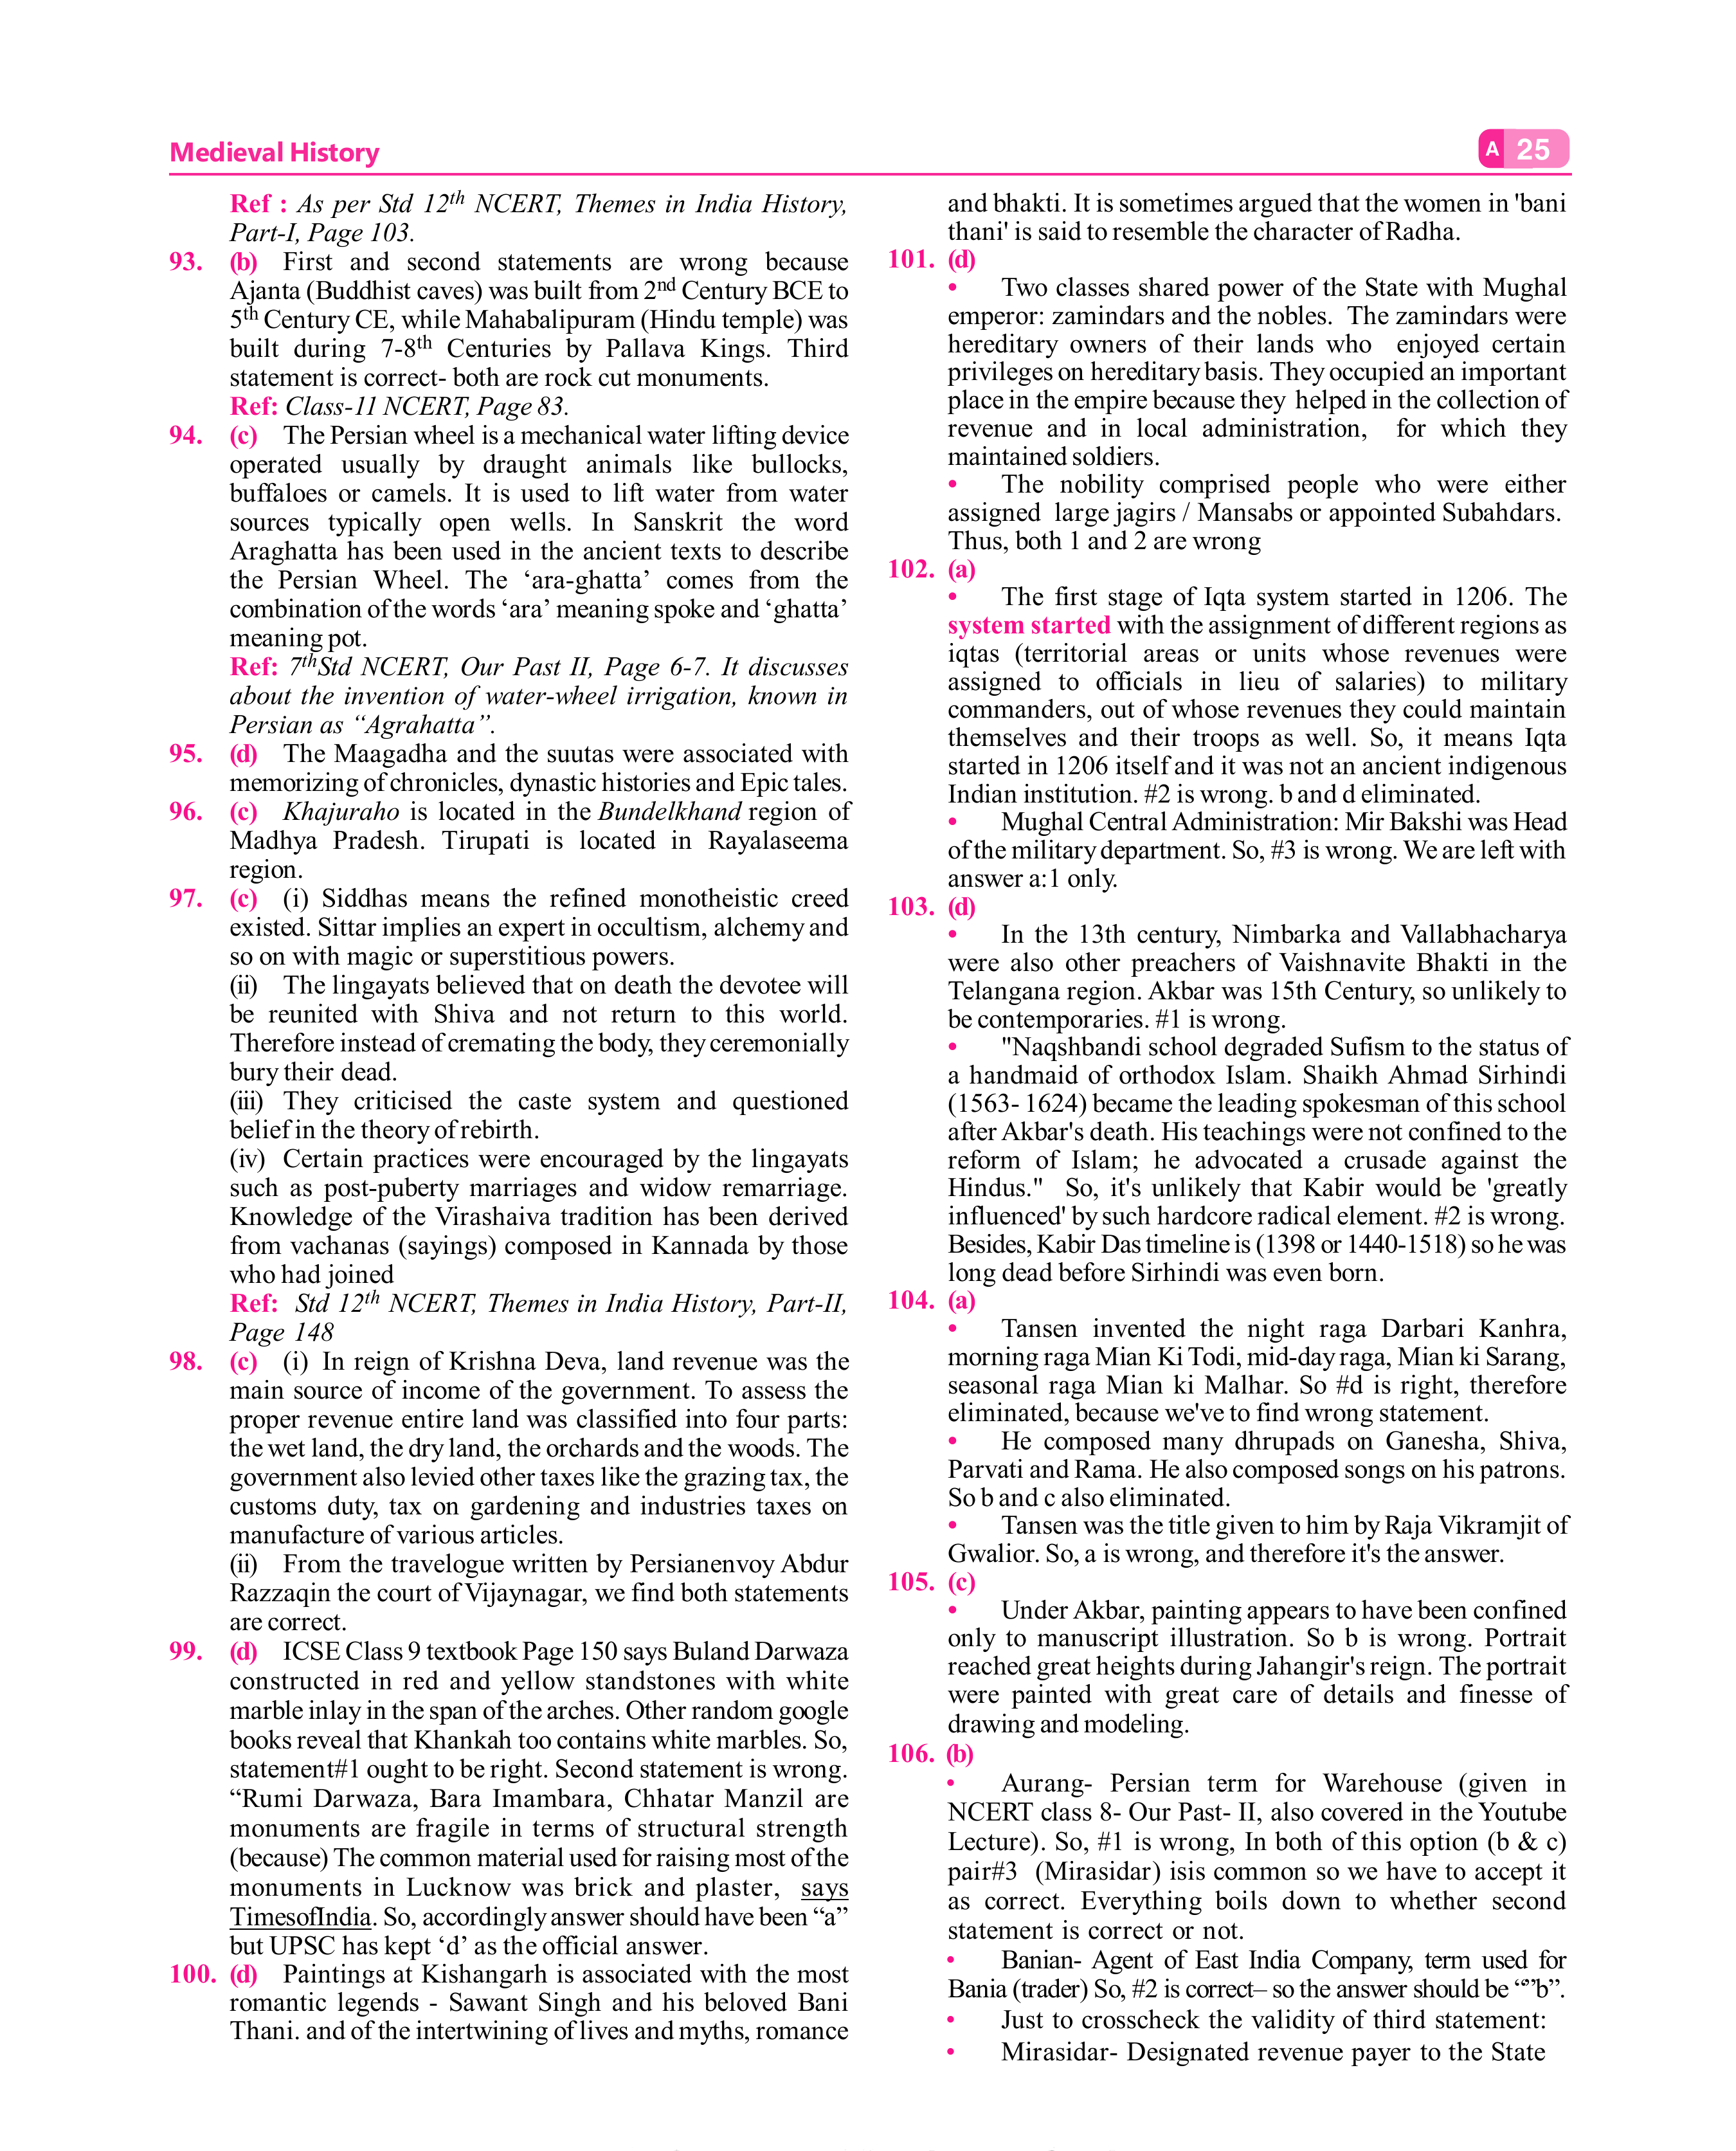 Medieval History
A 25
Ref : As per Std 12th NCERT, Themes in India History,
Part-I, Page 103.
93. (b) First and second statements are wrong because
Ajanta (Buddhist caves) was built from 2nd Century BCE to
5th Century CE, while Mahabalipuram (Hindu temple) was
built during 7-8th Centuries by Pallava Kings. Third
statement is correct- both are rock cut monuments.
Ref: Class-11 NCERT, Page 83.
94. (c) The Persian wheel is a mechanical water lifting device
operated usually by draught animals like bullocks,
buffaloes or camels. It is used to lift water from water
sources typically open wells. In Sanskrit the word
Araghatta has been used in the ancient texts to describe
the Persian Wheel. The ‘ara-ghatta’ comes from the
combination of the words ‘ara’ meaning spoke and ‘ghatta’
meaning pot.
Ref: 7thStd NCERT, Our Past II, Page 6-7. It discusses
about the invention of water-wheel irrigation, known in
Persian as “Agrahatta”.
95. (d) The Maagadha and the suutas were associated with
memorizing of chronicles, dynastic histories and Epic tales.
96. (c) Khajuraho is located in the Bundelkhand region of
Madhya Pradesh. Tirupati is located in Rayalaseema
region.
97. (c) (i) Siddhas means the refined monotheistic creed
existed. Sittar implies an expert in occultism, alchemy and
so on with magic or superstitious powers.
(ii) The lingayats believed that on death the devotee will
be reunited with Shiva and not return to this world.
Therefore instead of cremating the body, they ceremonially
bury their dead.
(iii) They criticised the caste system and questioned
belief in the theory of rebirth.
(iv) Certain practices were encouraged by the lingayats
such as post-puberty marriages and widow remarriage.
Knowledge of the Virashaiva tradition has been derived
from vachanas (sayings) composed in Kannada by those
who had joined
Ref: Std 12th NCERT, Themes in India History, Part-II,
Page 148
98. (c) (i) In reign of Krishna Deva, land revenue was the
main source of income of the government. To assess the
proper revenue entire land was classified into four parts:
the wet land, the dry land, the orchards and the woods. The
government also levied other taxes like the grazing tax, the
customs duty, tax on gardening and industries taxes on
manufacture of various articles.
(ii) From the travelogue written by Persianenvoy Abdur
Razzaqin the court of Vijaynagar, we find both statements
are correct.
99. (d) ICSE Class 9 textbook Page 150 says Buland Darwaza
constructed in red and yellow standstones with white
marble inlay in the span of the arches. Other random google
books reveal that Khankah too contains white marbles. So,
statement#1 ought to be right. Second statement is wrong.
“Rumi Darwaza, Bara Imambara, Chhatar Manzil are
monuments are fragile in terms of structural strength
(because) The common material used for raising most of the
monuments in Lucknow was brick and plaster, says
TimesofIndia. So, accordingly answer should have been “a”
but UPSC has kept ‘d’ as the official answer.
100. (d) Paintings at Kishangarh is associated with the most
romantic legends - Sawant Singh and his beloved Bani
Thani. and of the intertwining of lives and myths, romance
and bhakti. It is sometimes argued that the women in 'bani
thani' is said to resemble the character of Radha.
101. (d)
• Two classes shared power of the State with Mughal
emperor: zamindars and the nobles. The zamindars were
hereditary owners of their lands who enjoyed certain
privileges on hereditary basis. They occupied an important
place in the empire because they helped in the collection of
revenue and in local administration, for which they
maintained soldiers.
• The nobility comprised people who were either
assigned large jagirs / Mansabs or appointed Subahdars.
Thus, both 1 and 2 are wrong
102. (a)
• The first stage of Iqta system started in 1206. The
system started with the assignment of different regions as
iqtas (territorial areas or units whose revenues were
assigned to officials in lieu of salaries) to military
commanders, out of whose revenues they could maintain
themselves and their troops as well. So, it means Iqta
started in 1206 itself and it was not an ancient indigenous
Indian institution. #2 is wrong. b and d eliminated.
• Mughal Central Administration: Mir Bakshi was Head
of the military department. So, #3 is wrong. We are left with
answer a:1 only.
103. (d)
• In the 13th century, Nimbarka and Vallabhacharya
were also other preachers of Vaishnavite Bhakti in the
Telangana region. Akbar was 15th Century, so unlikely to
be contemporaries. #1 is wrong.
• "Naqshbandi school degraded Sufism to the status of
a handmaid of orthodox Islam. Shaikh Ahmad Sirhindi
(1563- 1624) became the leading spokesman of this school
after Akbar's death. His teachings were not confined to the
reform of Islam; he advocated a crusade against the
Hindus." So, it's unlikely that Kabir would be 'greatly
influenced' by such hardcore radical element. #2 is wrong.
Besides, Kabir Das timeline is (1398 or 1440-1518) so he was
long dead before Sirhindi was even born.
104. (a)
• Tansen invented the night raga Darbari Kanhra,
morning raga Mian Ki Todi, mid-day raga, Mian ki Sarang,
seasonal raga Mian ki Malhar. So #d is right, therefore
eliminated, because we've to find wrong statement.
• He composed many dhrupads on Ganesha, Shiva,
Parvati and Rama. He also composed songs on his patrons.
So b and c also eliminated.
• Tansen was the title given to him by Raja Vikramjit of
Gwalior. So, a is wrong, and therefore it's the answer.
105. (c)
• Under Akbar, painting appears to have been confined
only to manuscript illustration. So b is wrong. Portrait
reached great heights during Jahangir's reign. The portrait
were painted with great care of details and finesse of
drawing and modeling.
106. (b)
• Aurang- Persian term for Warehouse (given in
NCERT class 8- Our Past- II, also covered in the Youtube
Lecture). So, #1 is wrong, In both of this option (b & c)
pair#3 (Mirasidar) isis common so we have to accept it
as correct. Everything boils down to whether second
statement is correct or not.
• Banian- Agent of East India Company, term used for
Bania (trader) So, #2 is correct– so the answer should be “”b”.
• Just to crosscheck the validity of third statement:
• Mirasidar- Designated revenue payer to the State